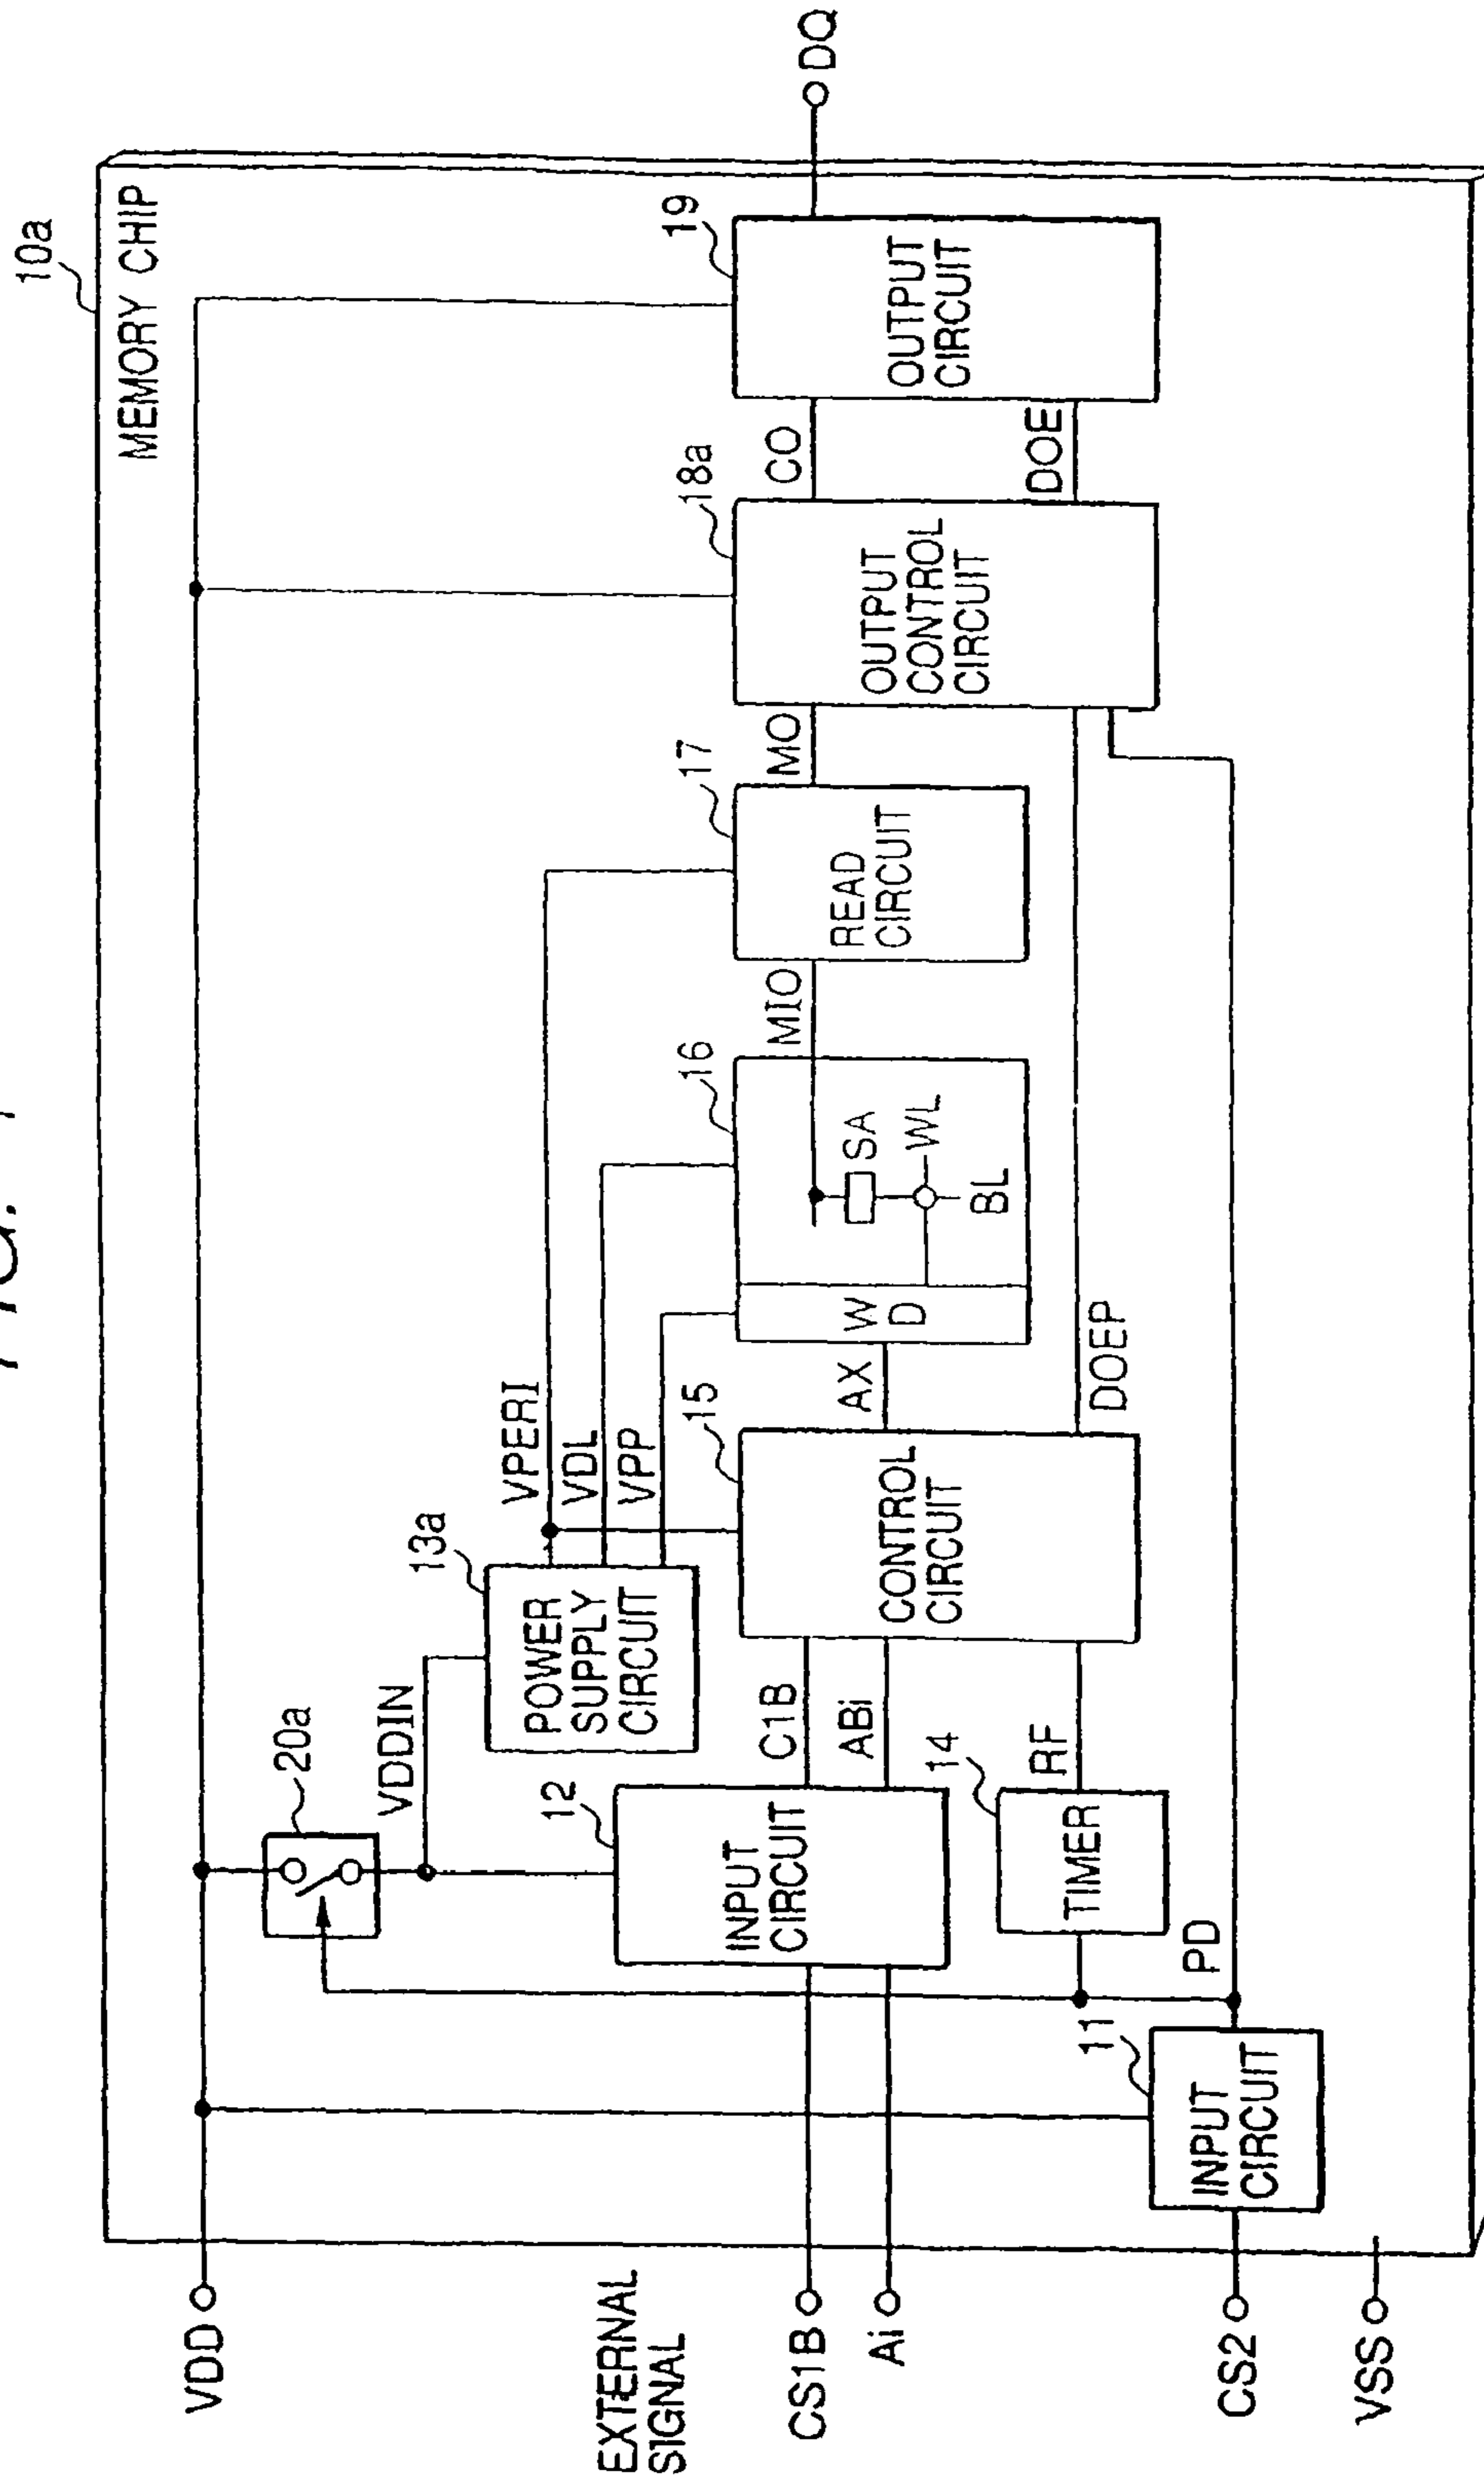 10a
MEMORY CHIP
VDD
20a
VDDIN
13a
POWER
SUPPLY
CIRCUIT
VPERI
VDL
VPP
EXTERNAL
SIGNAL
CS1B
Ai
12
INPUT
CIRCUIT
C1B
ABi
15
CONTROL
CIRCUIT
AX
16
W
D
SA
WL
BL
MIO
17
READ
CIRCUIT
MO
18a
OUTPUT
CONTROL
CIRCUIT
CO
DOE
19
OUTPUT
CIRCUIT
DQ
14
TIMER
RF
DOEP
11
INPUT
CIRCUIT
PD
CS2
VSS